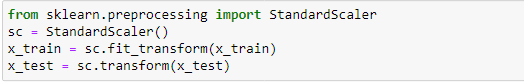 from sklearn.preprocessing import StandardScaler
sc = StandardScaler()
x_train = sc.fit_transform(x_train)
x_test = sc.transform(x_test)